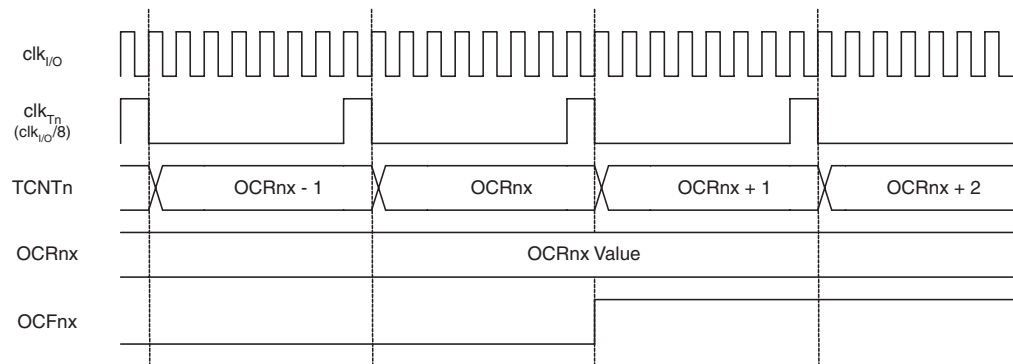 clkI/O
clkTn
(clkI/O/8)
TCNTn OCRnx - 1 OCRnx OCRnx + 1 OCRnx + 2
OCRnx OCRnx Value
OCFnx